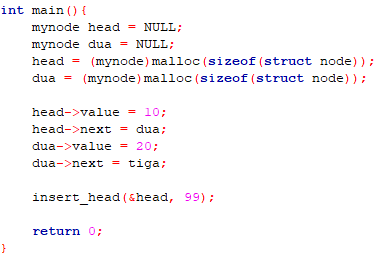 int main(){
    mynode head = NULL;
    mynode dua = NULL;
    head = (mynode)malloc(sizeof(struct node));
    dua = (mynode)malloc(sizeof(struct node));

    head->value = 10;
    head->next = dua;
    dua->value = 20;
    dua->next = tiga;

    insert_head(&head, 99);

    return 0;
}